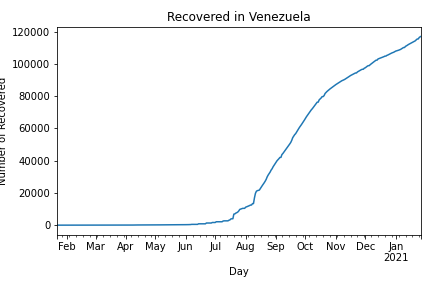 Recovered in Venezuela
Number of Recovered
120000
100000
80000
60000
40000
20000
0
Feb Mar Apr May Jun Jul Aug Sep Oct Nov Dec Jan
2021
Day